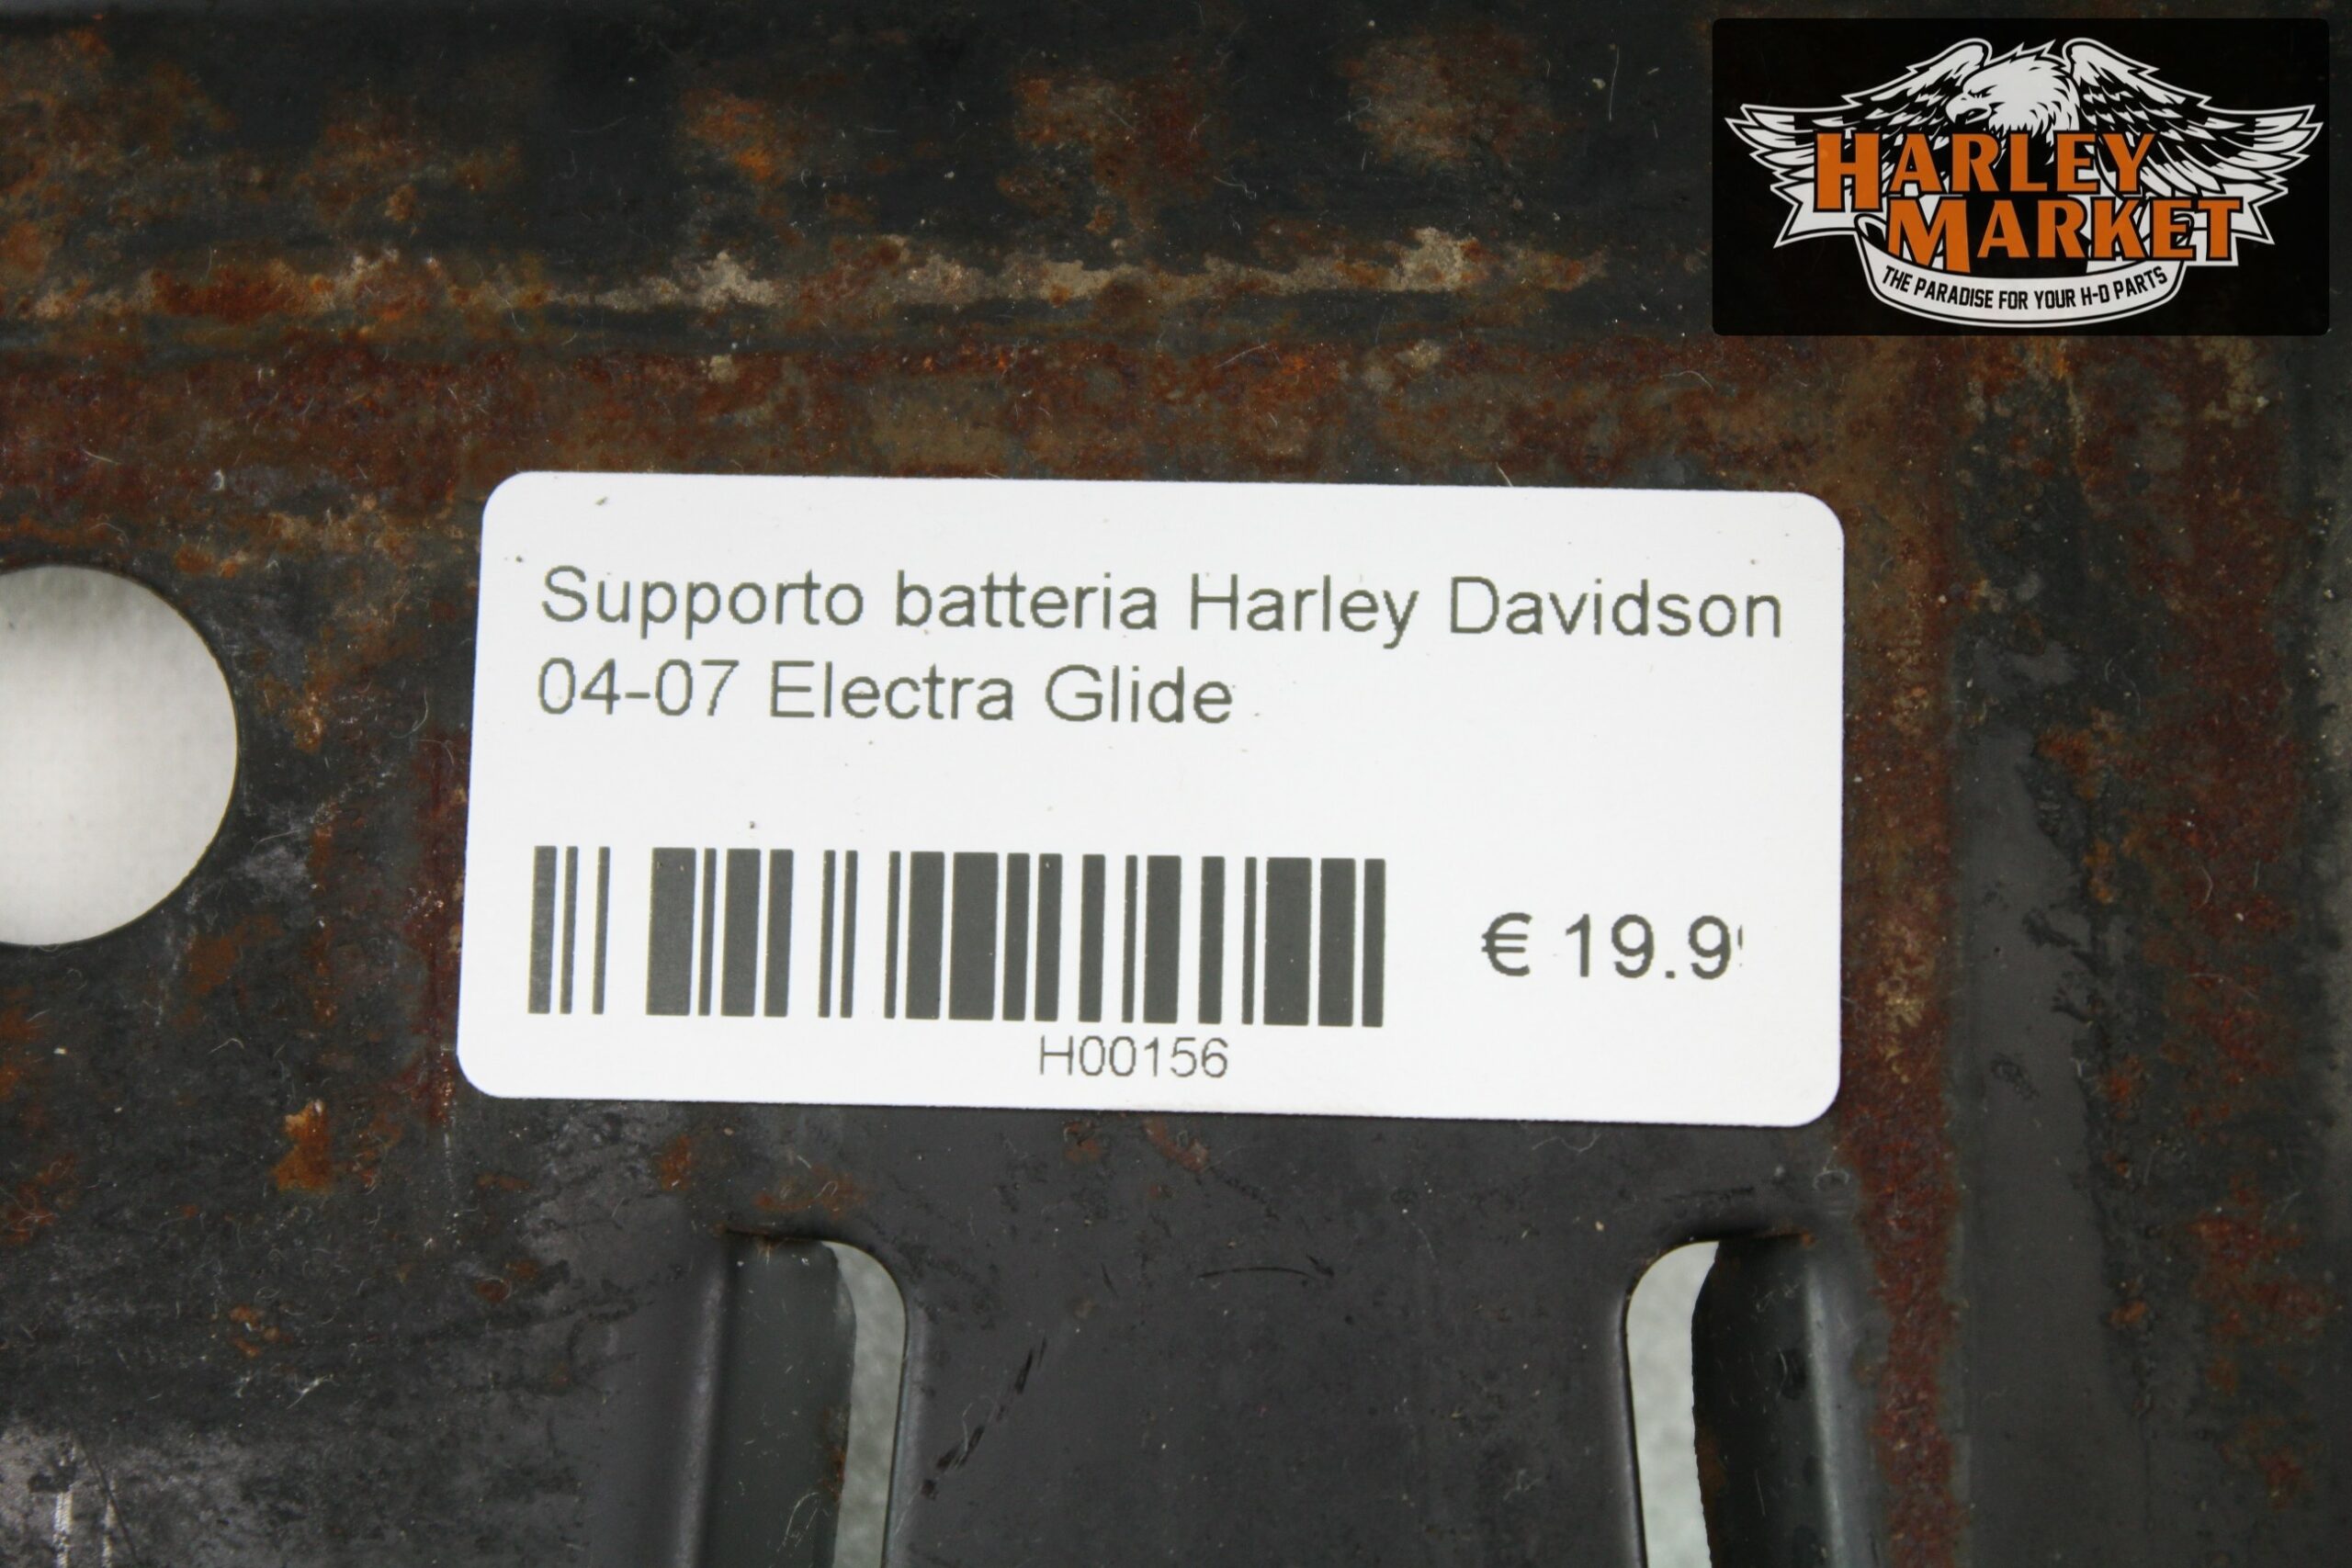 HARLEY
MARKET
THE PARADISE FOR YOUR H-D PARTS
Supporto batteria Harley Davidson
04-07 Electra Glide
€ 19.9
H00156